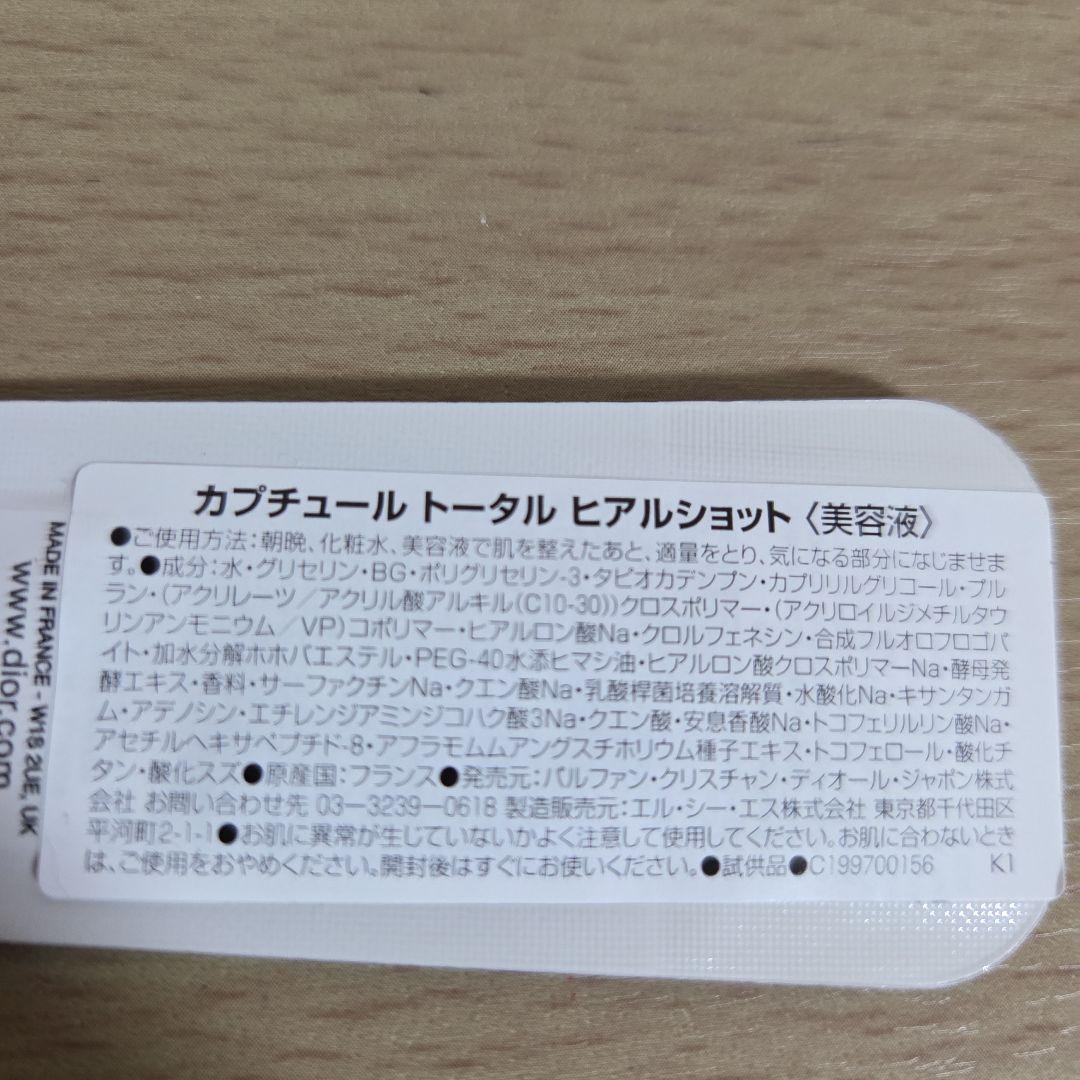 カプチュール トータル ヒアルショット〈美容液〉
●ご使用方法：朝晩、化粧水、美容液で肌を整えたあと、適量をとり、気になる部分になじませま
す。●成分：水・グリセリン・BG・ポリグリセリン-3・タピオカデンプン・カプリリルグリコール・プル
ラン・(アクリレーツ／アクリル酸アルキル(C10-30))クロスポリマー・(アクリロイルジメチルタウ
リンアンモニウム／VP)コポリマー・ヒアルロン酸Na・クロルフェネシン・合成フルオロフロゴパ
イト・加水分解ホホバエステル・PEG-40水添ヒマシ油・ヒアルロン酸クロスポリマーNa・酵母発
酵エキス・香料・サーファクチンNa・クエン酸Na・乳酸桿菌培養溶解質・水酸化Na・キサンタンガ
ム・アデノシン・エチレンジアミンジコハク酸3Na・クエン酸・安息香酸Na・トコフェリルリン酸Na・
アセチルヘキサペプチド-8・アフラモムムアングスチホリウム種子エキス・トコフェロール・酸化チ
タン・酸化スズ●原産国：フランス●発売元：パルファン・クリスチャン・ディオール・ジャポン株式
会社 お問い合わせ先 03-3239-0618 製造販売元：エル・シー・エス株式会社 東京都千代田区
平河町2-1-1●お肌に異常が生じていないかよく注意して使用してください。お肌に合わないとき
は、ご使用をおやめください。開封後はすぐにお使いください。●試供品●C199700156 K1
MADE IN FRANCE - W1S 2UE, UK
www.dior.com